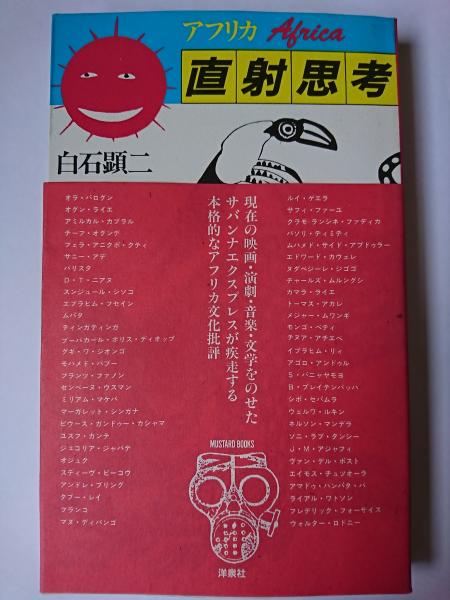 アフリカ Africa
直射思考
白石顕二
現在の映画・演劇・音楽・文学をのせた
サバンナエクスプレスが疾走する
本格的なアフリカ文化批評
オラ・バログン
オゲン・ライエ
アミルカル・カブラル
チーフ・オクンデ
フェラ・アニクポ・クティ
サニー・アデ
バリスタ
D・T・ニアヌ
スンジュール・シソコ
エブラヒム・フセイン
ムパタ
ティンガティンガ
ブーバカール・ボリス・ディオップ
グギ・ワ・ジオンゴ
モハメド・バブー
フランツ・ファノン
センベーヌ・ウスマン
ミリアム・マケバ
マーガレット・シンガナ
ピウース・ガンドゥー・カシャマ
ユスフ・カンテ
ジェコリア・ジャバテ
オジュク
スティーヴ・ビーコウ
アンドレ・ブリンク
タブー・レイ
フランコ
マヌ・ディバンゴ
ルイ・ゲエラ
サフィ・ファーユ
クラモ・ランシネ・ファディカ
パソリ・ティミティ
ムハメド・サイド・アブドゥラー
エドワード・カウェレ
タグベジーレ・ジゴゴ
チャールズ・ムルングシ
カマラ・ライエ
トーマス・アカレ
メジャー・ムワンギ
モンゴ・ベティ
チヌア・アチェベ
イブラヒム・リィ
アゴロ・アンドゥル
S・バニャヤモヨ
B・ブレイテンバッハ
シポ・セパムラ
ウェルワ・ルキン
ネルソン・マンデラ
ソニ・ラブ・タンシー
J・M・アジャフィ
ヴァン・デル・ポスト
エイモス・チュツオーラ
アマドゥ・ハンパタ・バ
ライアル・ワトソン
フレデリック・フォーサイス
ウォルター・ロドニー
MUSTARD BOOKS
洋泉社